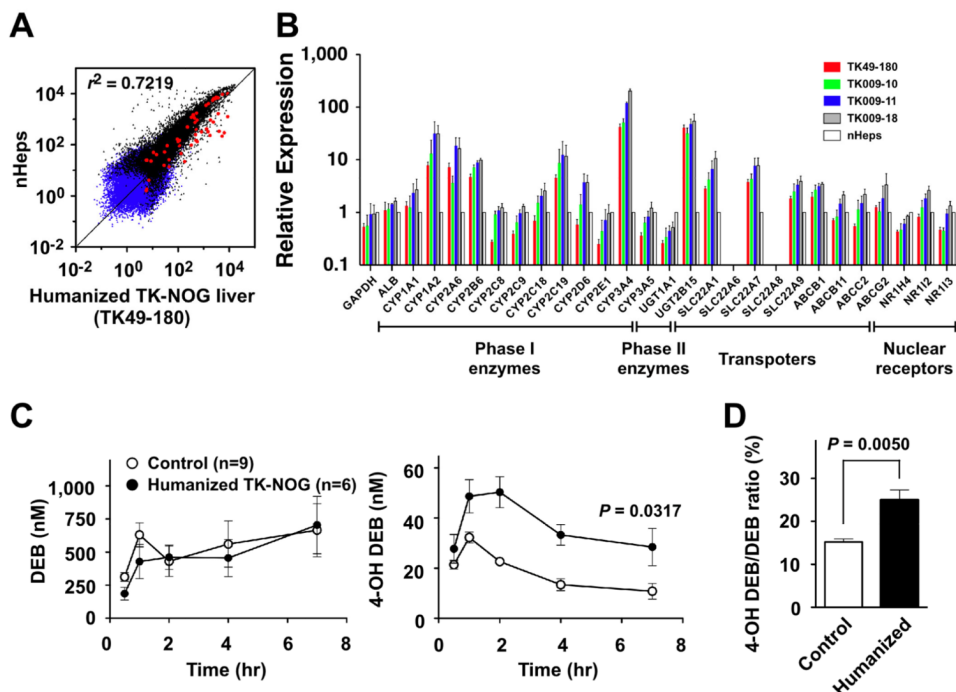 A
r² = 0.7219
10⁴
10²
10⁰
10⁻²
nHeps
10⁻² 10⁰ 10² 10⁴
Humanized TK-NOG liver
(TK49-180)
B
Relative Expression
1,000
100
10
1
0.1
TK49-180
TK009-10
TK009-11
TK009-18
nHeps
GAPDH
ALB
CYP1A1
CYP1A2
CYP2A6
CYP2B6
CYP2C8
CYP2C9
CYP2C18
CYP2C19
CYP2D6
CYP2E1
CYP3A4
CYP3A5
UGT1A1
UGT2B15
SLC22A1
SLC22A6
SLC22A7
SLC22A8
SLC22A9
ABCB1
ABCB11
ABCC2
ABCG2
NR1H4
NR1I2
NR1I3
Phase I
enzymes
Phase II
enzymes
Transpoters
Nuclear
receptors
C
Control (n=9)
Humanized TK-NOG (n=6)
DEB
(nM)
1,000
750
500
250
0
0 2 4 6 8
Time (hr)
4-OH DEB
(nM)
60
40
20
0
P = 0.0317
0 2 4 6 8
Time (hr)
D
4-OH DEB/DEB ratio (%)
P = 0.0050
30
20
10
0
Control
Humanized